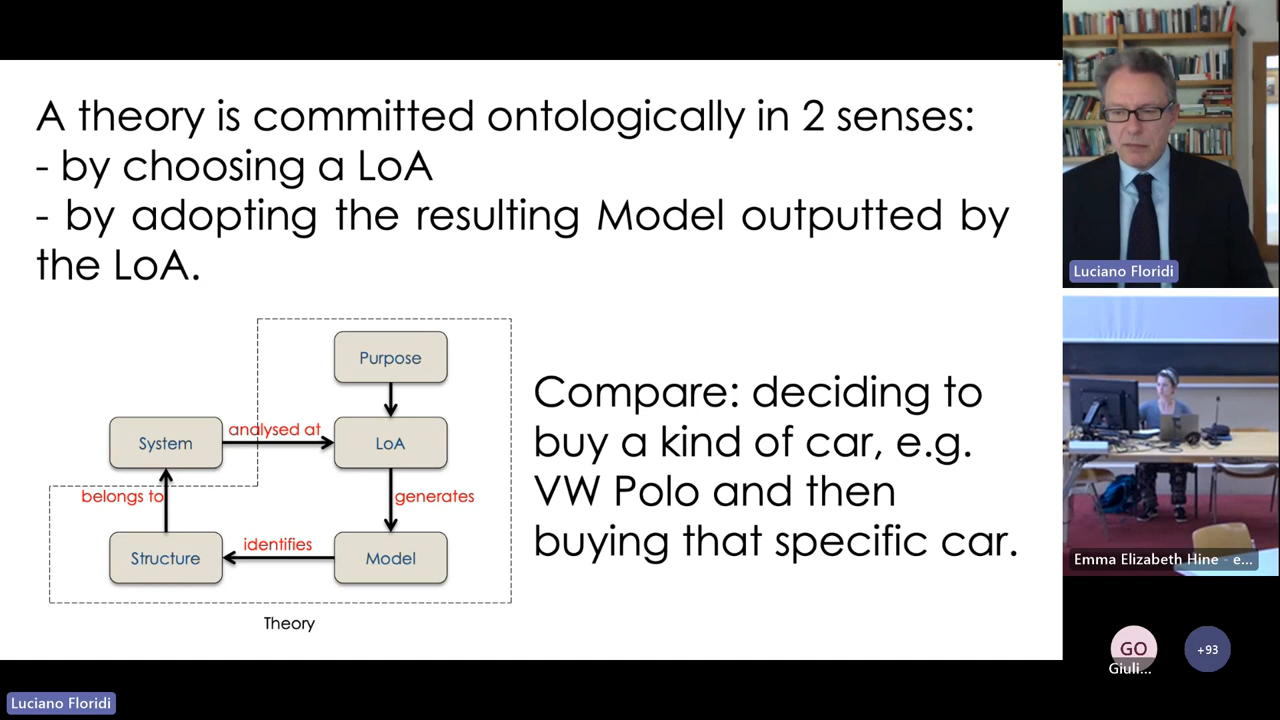 A theory is committed ontologically in 2 senses:
- by choosing a LoA
- by adopting the resulting Model outputted by
the LoA.
Purpose
System
analysed at
LoA
belongs to
generates
Structure
identifies
Model
Theory
Compare: deciding to
buy a kind of car, e.g.
VW Polo and then
buying that specific car.
Luciano Floridi
Emma Elizabeth Hine - e...
GO
Giuli...
+93
Luciano Floridi